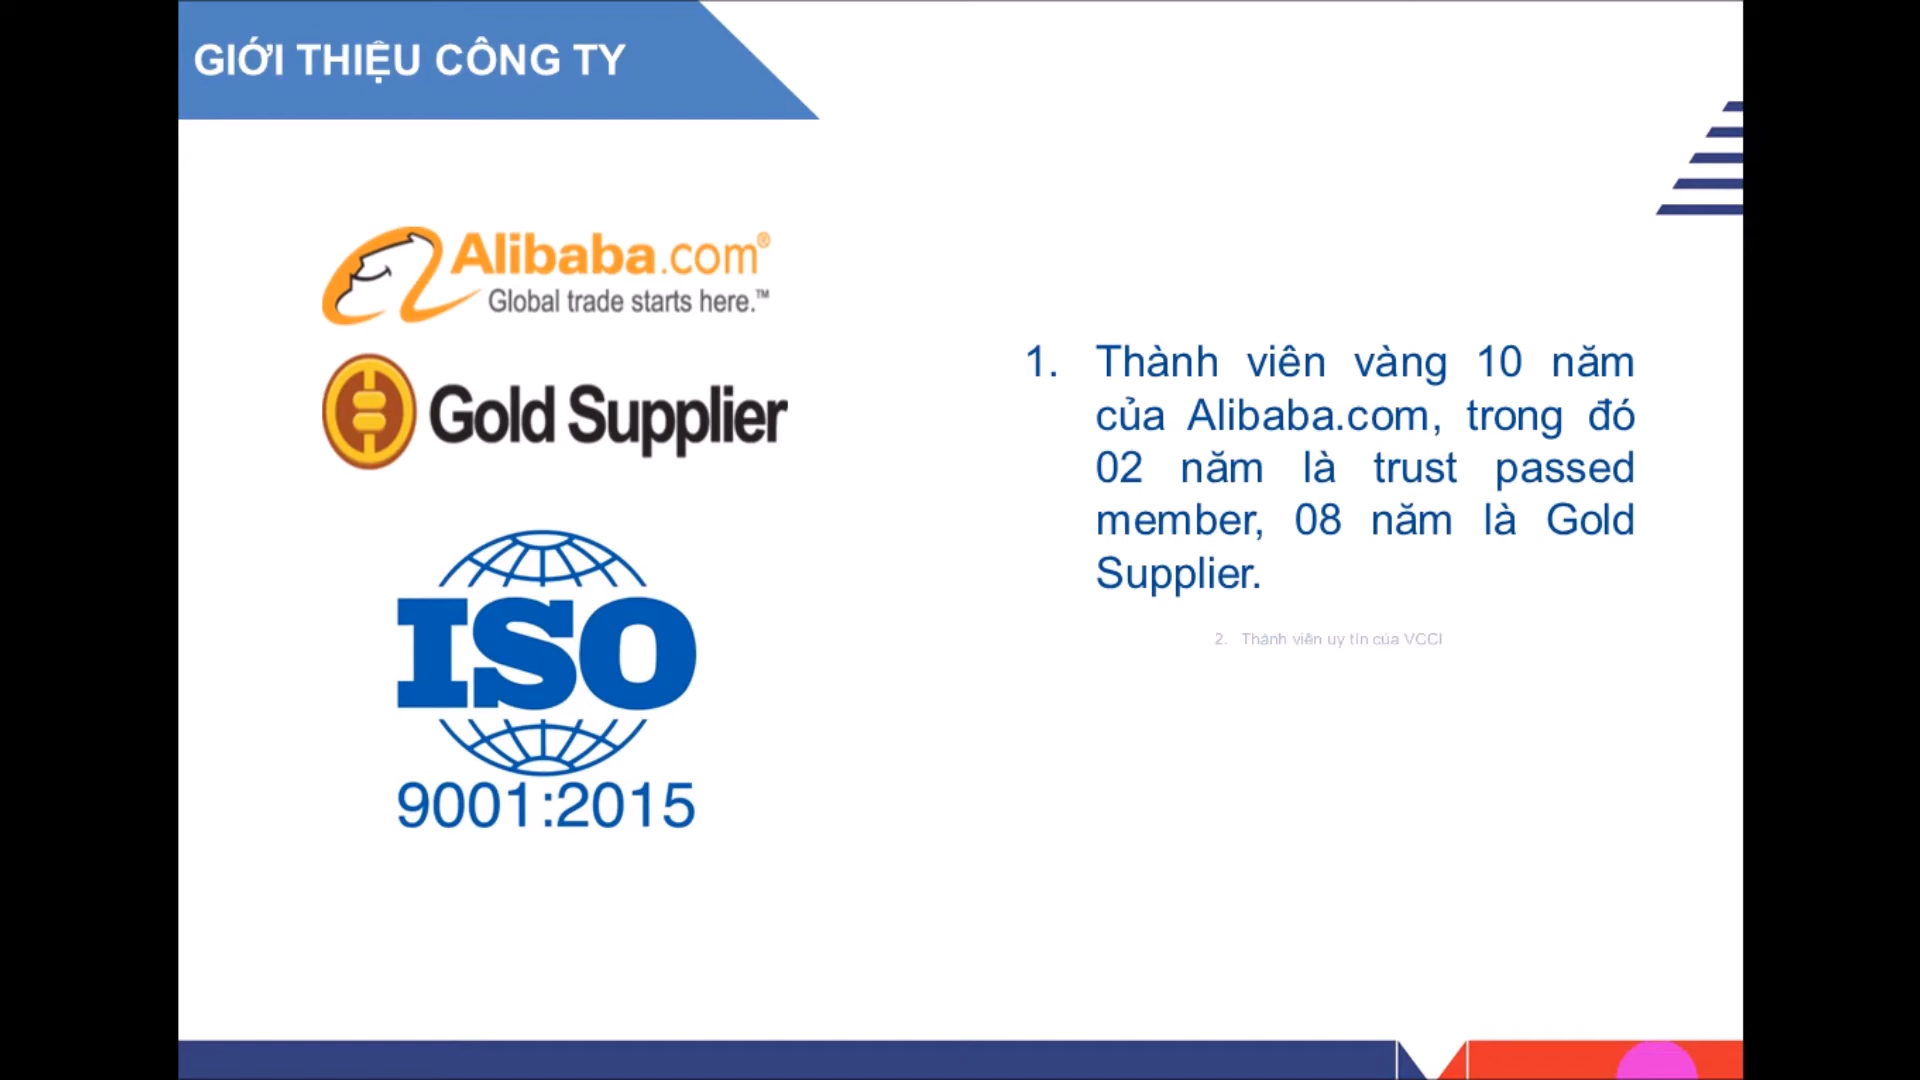 GIỚI THIỆU CÔNG TY
Alibaba.com®
Global trade starts here.™
Gold Supplier
ISO
9001:2015
1. Thành viên vàng 10 năm
của Alibaba.com, trong đó
02 năm là trust passed
member, 08 năm là Gold
Supplier.
2. Thành viên uy tín của VCCI